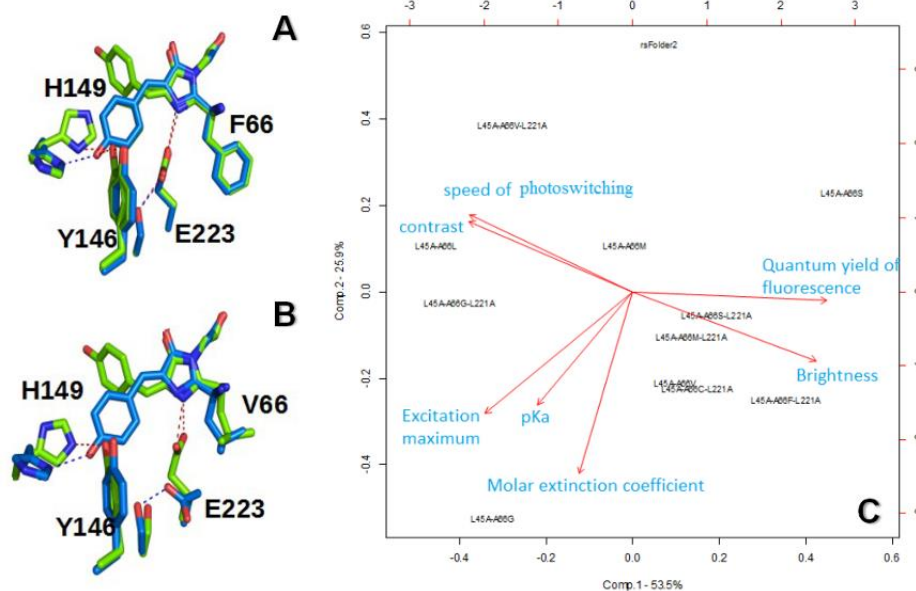 A
H149
F66
Y146
E223
B
H149
V66
Y146
E223
-3 -2 -1 0 1 2 3
0.6
0.4
0.2
0.0
-0.2
-0.4
Comp.2 - 25.9%
rsFolder2
L45A-A66V-L221A
speed of photoswitching
L45A-A66S
contrast
L45A-A66L
L45A-A66M
Quantum yield of
fluorescence
L45A-A66G-L221A
L45A-A66S-L221A
L45A-A66M-L221A
Brightness
L45A-A66V
L45A-A66C-L221A
L45A-A66F-L221A
Excitation
maximum
pKa
Molar extinction coefficient
L45A-A66G
C
-0.4 -0.2 0.0 0.2 0.4 0.6
Comp.1 - 53.5%